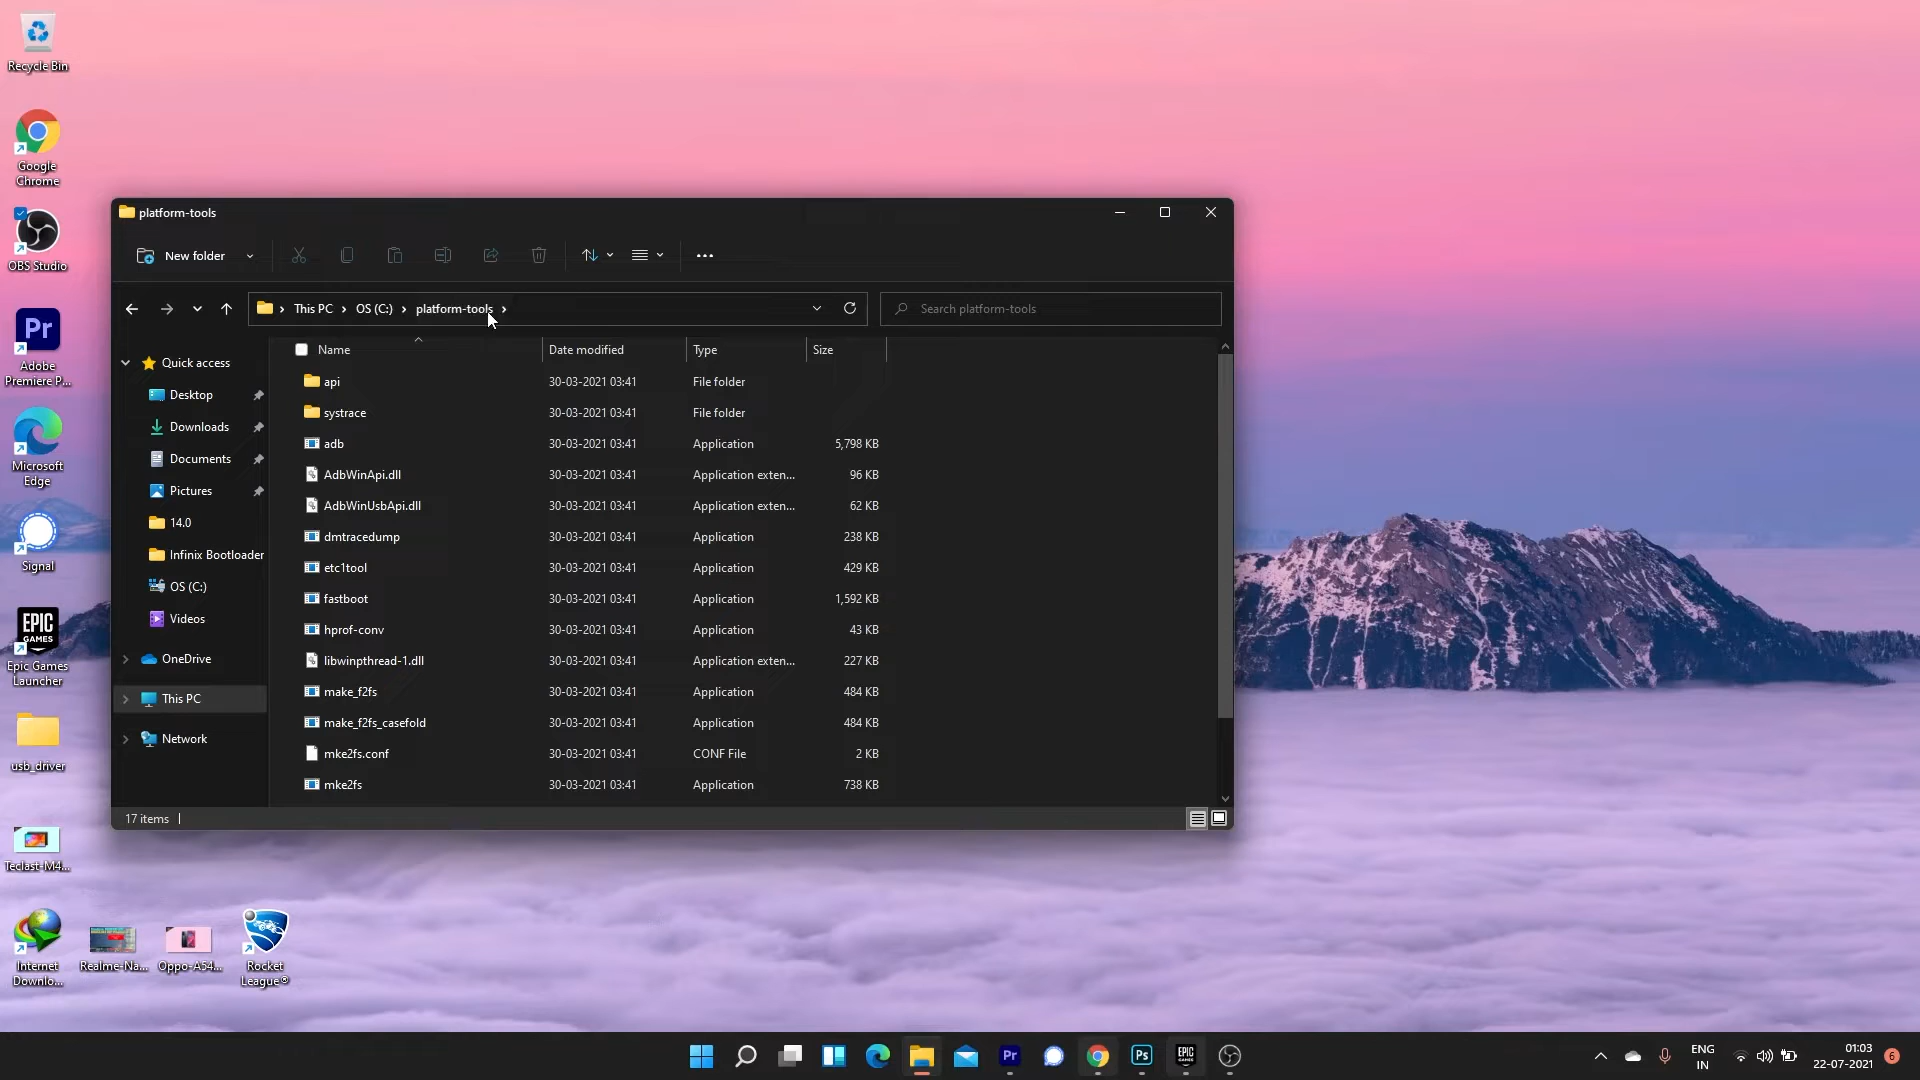 Recycle Bin
Google
Chrome
OBS Studio
Adobe
Premiere P...
Microsoft
Edge
Signal
EPIC
GAMES
Epic Games
Launcher
usb_driver
Teclast-M4...
Internet
Downlo...
Realme-Na...
Oppo-A54...
Rocket
League®
platform-tools
New folder
This PC
OS (C:)
platform-tools
Search platform-tools
Quick access
Desktop
Downloads
Documents
Pictures
14.0
Infinix Bootloader
OS (C:)
Videos
OneDrive
This PC
Network
Name Date modified Type Size
api 30-03-2021 03:41 File folder
systrace 30-03-2021 03:41 File folder
adb 30-03-2021 03:41 Application 5,798 KB
AdbWinApi.dll 30-03-2021 03:41 Application exten... 96 KB
AdbWinUsbApi.dll 30-03-2021 03:41 Application exten... 62 KB
dmtracedump 30-03-2021 03:41 Application 238 KB
etc1tool 30-03-2021 03:41 Application 429 KB
fastboot 30-03-2021 03:41 Application 1,592 KB
hprof-conv 30-03-2021 03:41 Application 43 KB
libwinpthread-1.dll 30-03-2021 03:41 Application exten... 227 KB
make_f2fs 30-03-2021 03:41 Application 484 KB
make_f2fs_casefold 30-03-2021 03:41 Application 484 KB
mke2fs.conf 30-03-2021 03:41 CONF File 2 KB
mke2fs 30-03-2021 03:41 Application 738 KB
17 items
Pr
Pr
Ps
EPIC
ENG
IN
01:03
22-07-2021
6